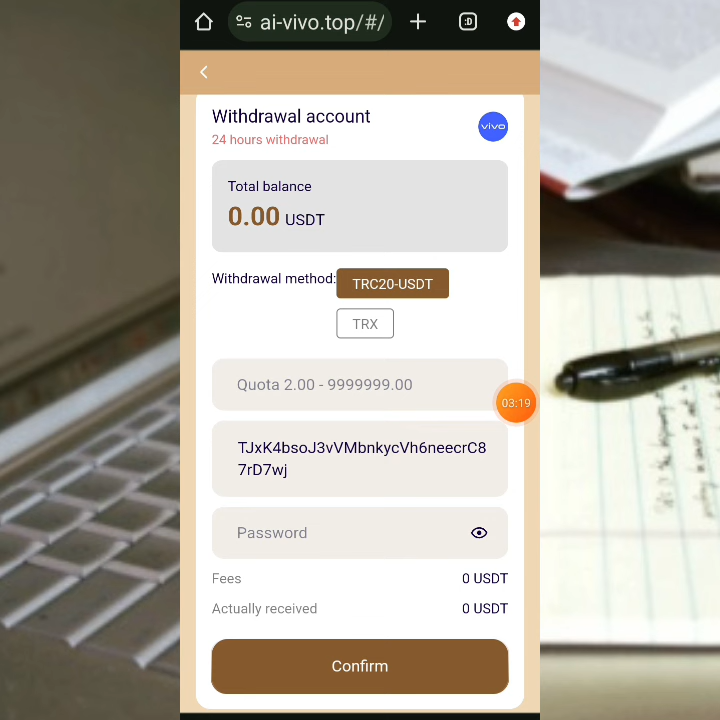 ai-vivo.top/#/
:D
Withdrawal account
24 hours withdrawal
vivo
Total balance
0.00 USDT
Withdrawal method: TRC20-USDT
TRX
Quota 2.00 - 9999999.00
03:19
TJxK4bsoJ3vVMbnkycVh6neecrC8
7rD7wj
Password
Fees 0 USDT
Actually received 0 USDT
Confirm